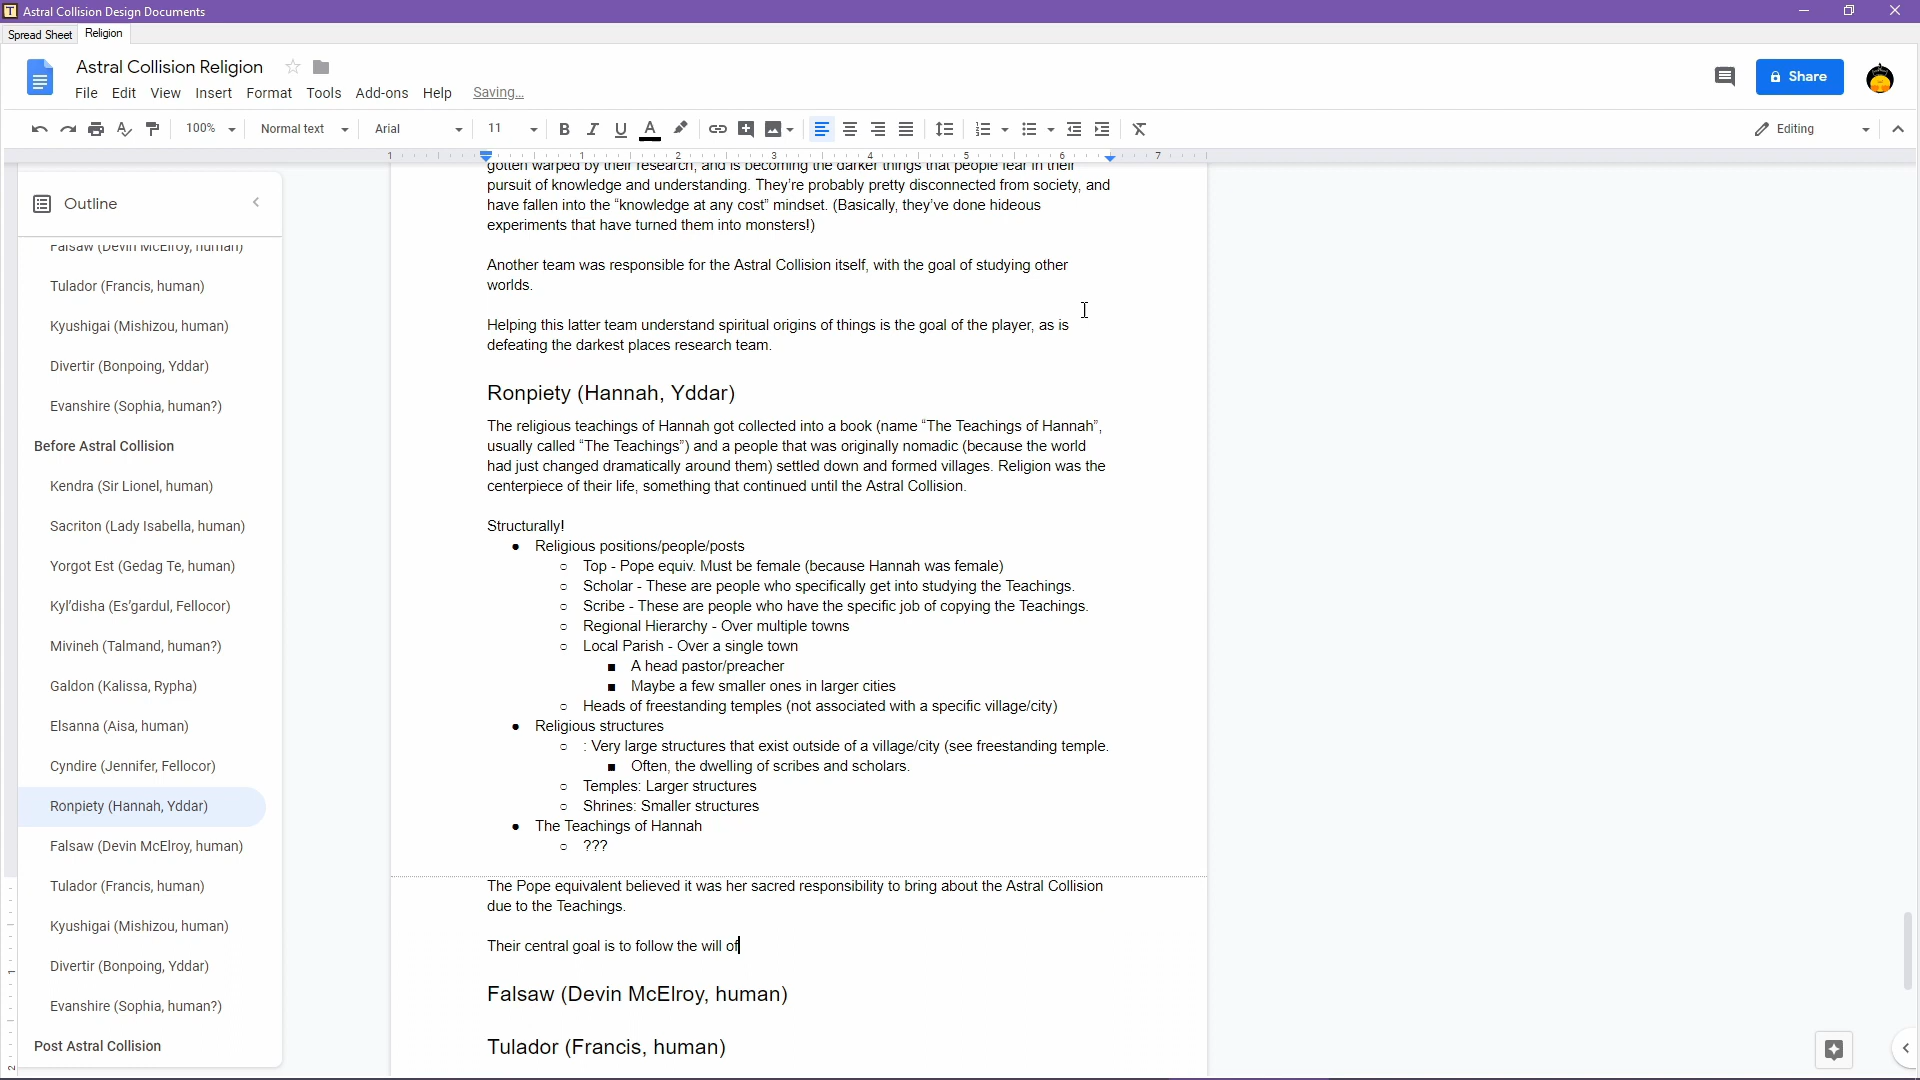 Astral Collision Design Documents
Spread Sheet Religion
Astral Collision Religion
File Edit View Insert Format Tools Add-ons Help Saving...
Share
100% Normal text Arial 11 B I U A Editing
1 1 2 3 4 5 6 7
Outline
Falsaw (Devin McElroy, human)
Tulador (Francis, human)
Kyushigai (Mishizou, human)
Divertir (Bonpoing, Yddar)
Evanshire (Sophia, human?)
Before Astral Collision
Kendra (Sir Lionel, human)
Sacriton (Lady Isabella, human)
Yorgot Est (Gedag Te, human)
Kyl'disha (Es'gardul, Fellocor)
Mivineh (Talmand, human?)
Galdon (Kalissa, Rypha)
Elsanna (Aisa, human)
Cyndire (Jennifer, Fellocor)
Ronpiety (Hannah, Yddar)
Falsaw (Devin McElroy, human)
Tulador (Francis, human)
Kyushigai (Mishizou, human)
Divertir (Bonpoing, Yddar)
Evanshire (Sophia, human?)
Post Astral Collision
1
2
gotten warped by their research, and is becoming the darker things that people fear in their
pursuit of knowledge and understanding. They're probably pretty disconnected from society, and
have fallen into the “knowledge at any cost” mindset. (Basically, they've done hideous
experiments that have turned them into monsters!)
Another team was responsible for the Astral Collision itself, with the goal of studying other
worlds.
Helping this latter team understand spiritual origins of things is the goal of the player, as is
defeating the darkest places research team.
Ronpiety (Hannah, Yddar)
The religious teachings of Hannah got collected into a book (name “The Teachings of Hannah”,
usually called “The Teachings”) and a people that was originally nomadic (because the world
had just changed dramatically around them) settled down and formed villages. Religion was the
centerpiece of their life, something that continued until the Astral Collision.
Structurally!
● Religious positions/people/posts
○ Top - Pope equiv. Must be female (because Hannah was female)
○ Scholar - These are people who specifically get into studying the Teachings.
○ Scribe - These are people who have the specific job of copying the Teachings.
○ Regional Hierarchy - Over multiple towns
○ Local Parish - Over a single town
■ A head pastor/preacher
■ Maybe a few smaller ones in larger cities
○ Heads of freestanding temples (not associated with a specific village/city)
● Religious structures
○ : Very large structures that exist outside of a village/city (see freestanding temple.
■ Often, the dwelling of scribes and scholars.
○ Temples: Larger structures
○ Shrines: Smaller structures
● The Teachings of Hannah
○ ???
The Pope equivalent believed it was her sacred responsibility to bring about the Astral Collision
due to the Teachings.
Their central goal is to follow the will of
Falsaw (Devin McElroy, human)
Tulador (Francis, human)